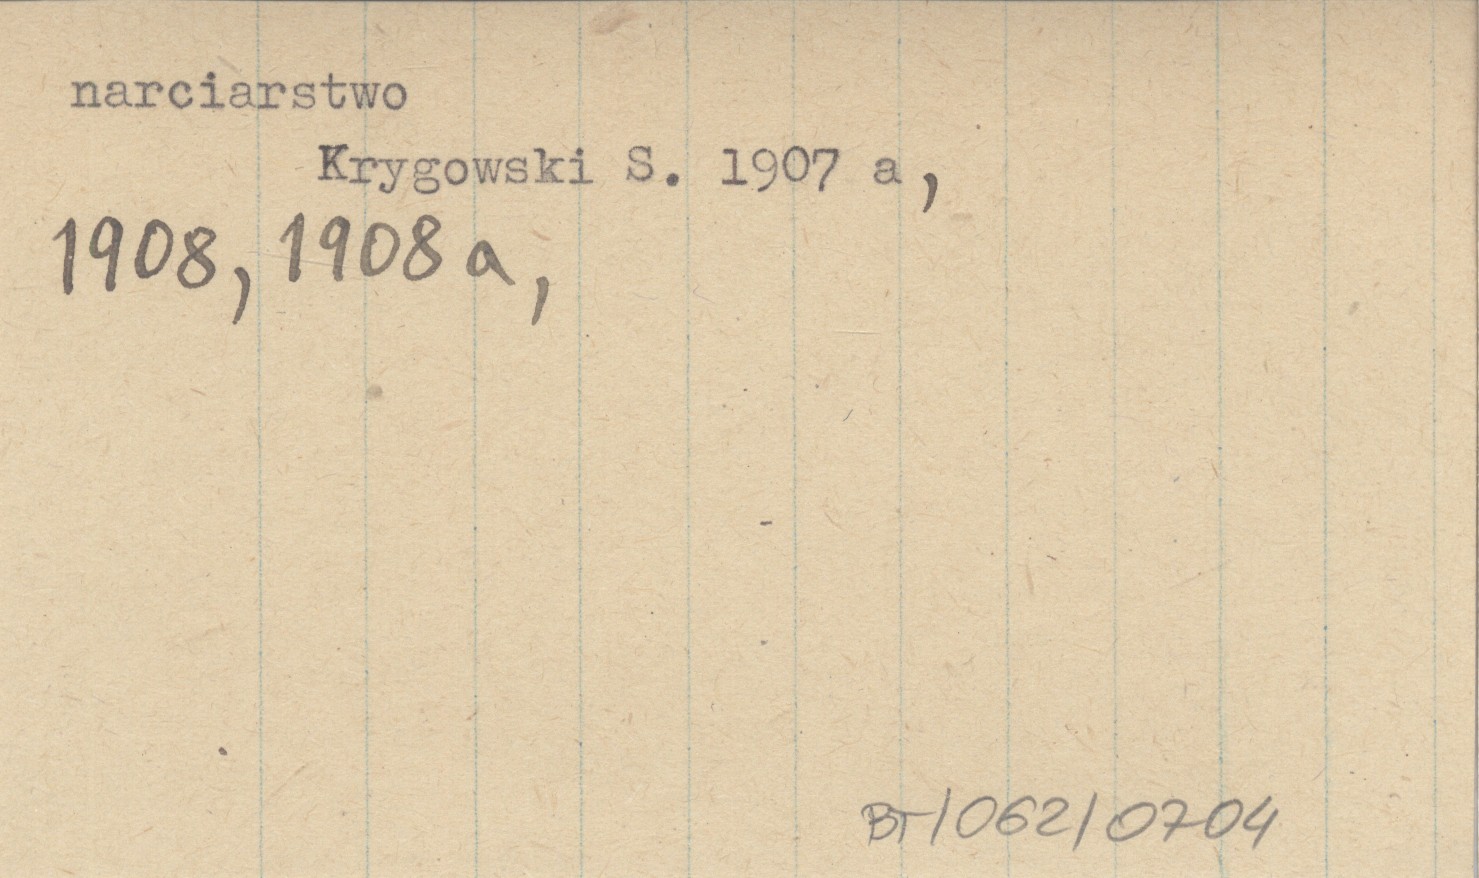 narciarstwo
Krygowski S. 1907 a,
1908, 1908 a,
BT/062/0704